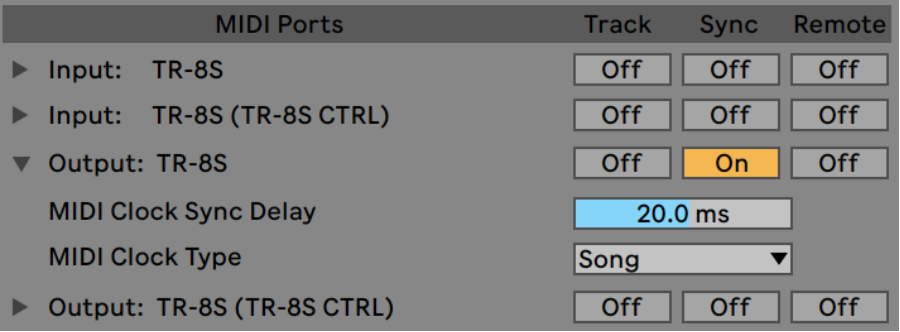 MIDI Ports Track Sync Remote
Input: TR-8S Off Off Off
Input: TR-8S (TR-8S CTRL) Off Off Off
Output: TR-8S Off On Off
MIDI Clock Sync Delay 20.0 ms
MIDI Clock Type Song
Output: TR-8S (TR-8S CTRL) Off Off Off